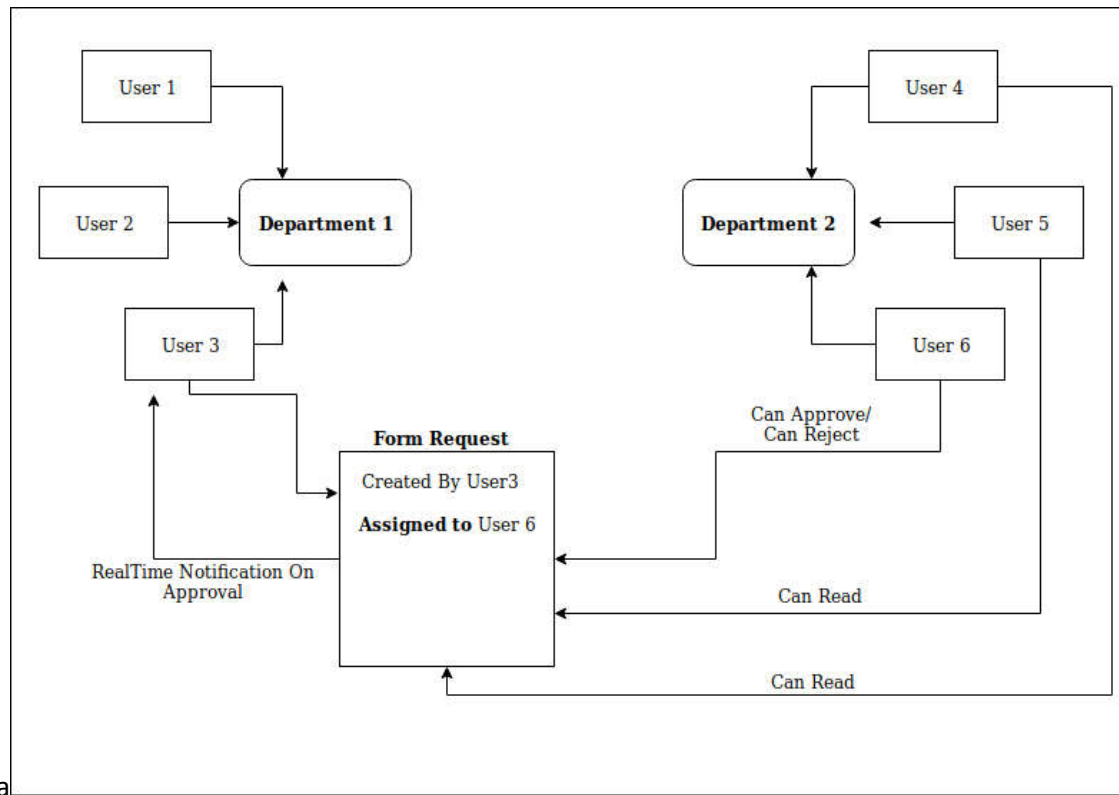 User 1
User 4
User 2
Department 1
Department 2
User 5
User 3
User 6
Can Approve/
Can Reject
Form Request
Created By User3
Assigned to User 6
RealTime Notification On
Approval
Can Read
Can Read
a